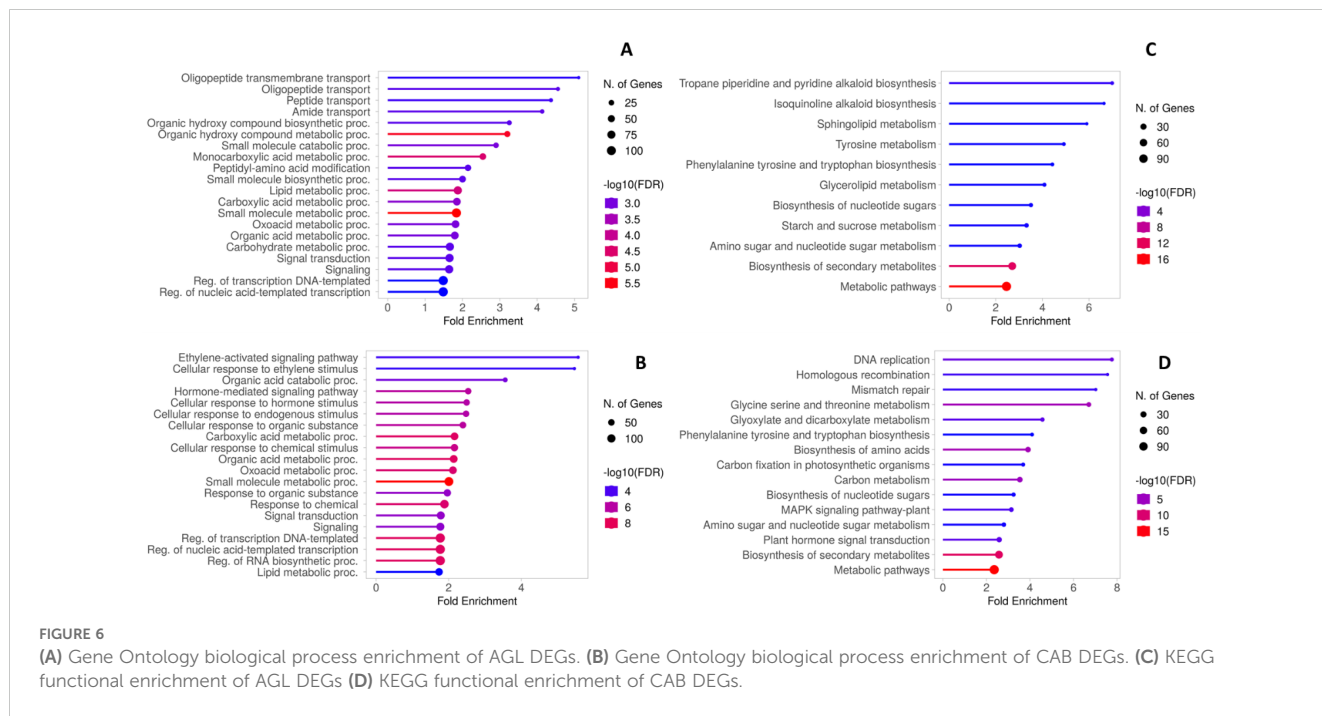 A
Oligopeptide transmembrane transport
Oligopeptide transport
Peptide transport
Amide transport
Organic hydroxy compound biosynthetic proc.
Organic hydroxy compound metabolic proc.
Small molecule catabolic proc.
Monocarboxylic acid metabolic proc.
Peptidyl-amino acid modification
Small molecule biosynthetic proc.
Lipid metabolic proc.
Carboxylic acid metabolic proc.
Small molecule metabolic proc.
Oxoacid metabolic proc.
Organic acid metabolic proc.
Carbohydrate metabolic proc.
Signal transduction
Signaling
Reg. of transcription DNA-templated
Reg. of nucleic acid-templated transcription
0 1 2 3 4 5
Fold Enrichment
N. of Genes
25
50
75
100
-log10(FDR)
3.0
3.5
4.0
4.5
5.0
5.5
C
Tropane piperidine and pyridine alkaloid biosynthesis
Isoquinoline alkaloid biosynthesis
Sphingolipid metabolism
Tyrosine metabolism
Phenylalanine tyrosine and tryptophan biosynthesis
Glycerolipid metabolism
Biosynthesis of nucleotide sugars
Starch and sucrose metabolism
Amino sugar and nucleotide sugar metabolism
Biosynthesis of secondary metabolites
Metabolic pathways
0 2 4 6
Fold Enrichment
N. of Genes
30
60
90
-log10(FDR)
4
8
12
16
B
Ethylene-activated signaling pathway
Cellular response to ethylene stimulus
Organic acid catabolic proc.
Hormone-mediated signaling pathway
Cellular response to hormone stimulus
Cellular response to endogenous stimulus
Cellular response to organic substance
Carboxylic acid metabolic proc.
Cellular response to chemical stimulus
Organic acid metabolic proc.
Oxoacid metabolic proc.
Small molecule metabolic proc.
Response to organic substance
Response to chemical
Signal transduction
Signaling
Reg. of transcription DNA-templated
Reg. of nucleic acid-templated transcription
Reg. of RNA biosynthetic proc.
Lipid metabolic proc.
0 2 4
Fold Enrichment
N. of Genes
50
100
-log10(FDR)
4
6
8
D
DNA replication
Homologous recombination
Mismatch repair
Glycine serine and threonine metabolism
Glyoxylate and dicarboxylate metabolism
Phenylalanine tyrosine and tryptophan biosynthesis
Biosynthesis of amino acids
Carbon fixation in photosynthetic organisms
Carbon metabolism
Biosynthesis of nucleotide sugars
MAPK signaling pathway-plant
Amino sugar and nucleotide sugar metabolism
Plant hormone signal transduction
Biosynthesis of secondary metabolites
Metabolic pathways
0 2 4 6 8
Fold Enrichment
N. of Genes
30
60
90
-log10(FDR)
5
10
15
FIGURE 6
(A) Gene Ontology biological process enrichment of AGL DEGs. (B) Gene Ontology biological process enrichment of CAB DEGs. (C) KEGG
functional enrichment of AGL DEGs (D) KEGG functional enrichment of CAB DEGs.